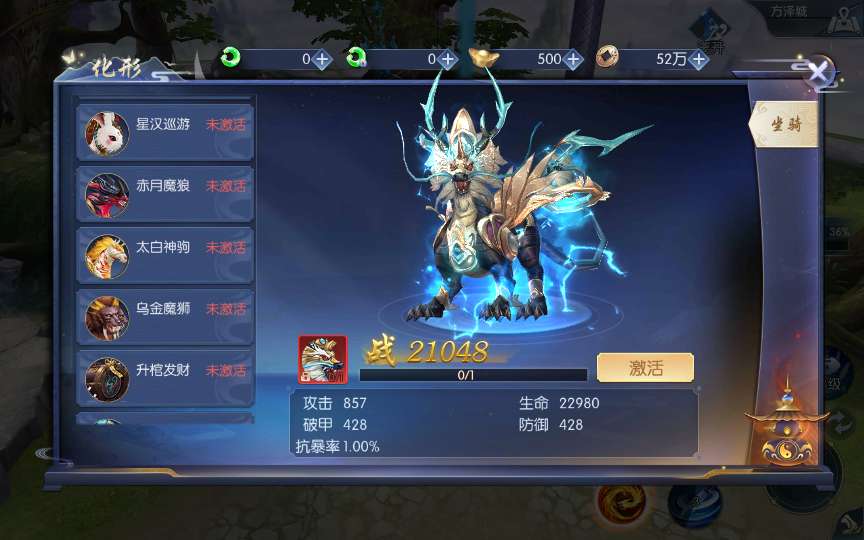 方泽城
化形
0
0
500
52万
坐骑
星汉巡游 未激活
赤月魔狼 未激活
太白神驹 未激活
乌金魔狮 未激活
升棺发财 未激活
36%
战 21048
0/1
0/1
激活
攻击 857
生命 22980
破甲 428
防御 428
抗暴率1.00%
级